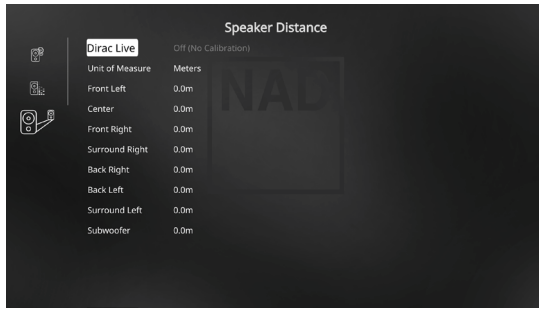 Speaker Distance
Dirac Live Off (No Calibration)
Unit of Measure Meters
Front Left 0.0m
Center 0.0m
Front Right 0.0m
Surround Right 0.0m
Back Right 0.0m
Back Left 0.0m
Surround Left 0.0m
Subwoofer 0.0m
NAD